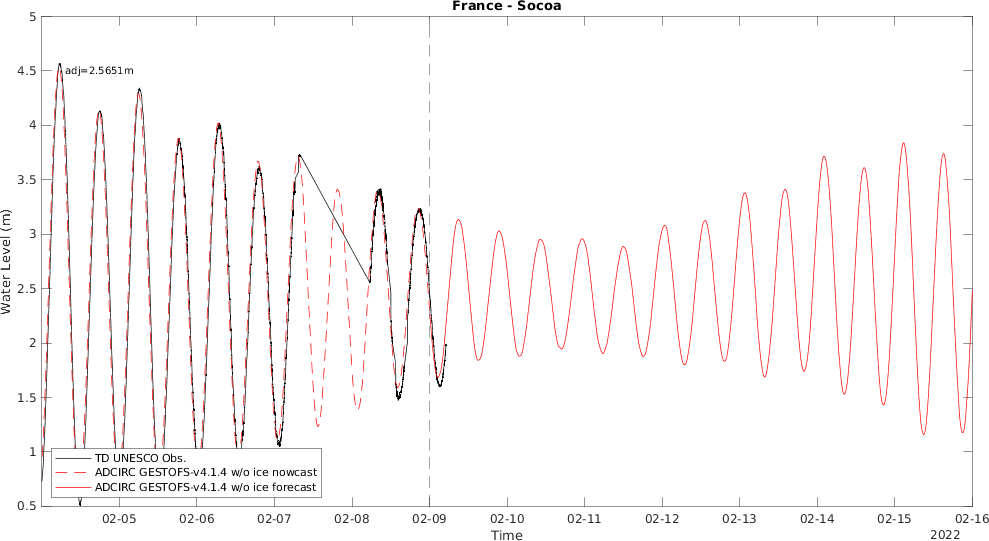 France - Socoa
adj=2.5651m
Water Level (m)
5
4.5
4
3.5
3
2.5
2
1.5
1
0.5
TD UNESCO Obs.
ADCIRC GESTOFS-v4.1.4 w/o ice nowcast
ADCIRC GESTOFS-v4.1.4 w/o ice forecast
02-05 02-06 02-07 02-08 02-09 02-10 02-11 02-12 02-13 02-14 02-15 02-16
Time
2022